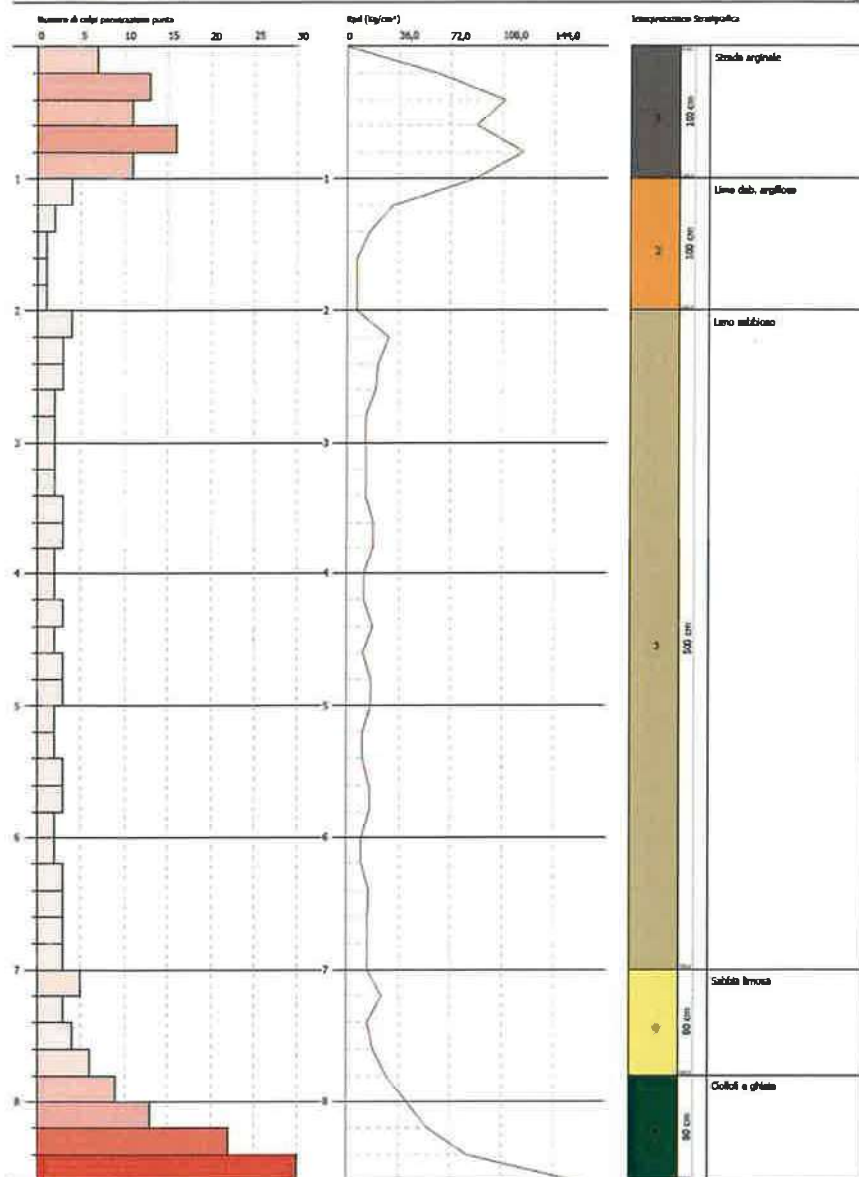 Numero di colpi penetrazione punta
0 5 10 15 20 25 30
Rpd (kg/cm²)
0 36,0 72,0 108,0 144,0
Interpretazione Stratigrafica
1
2
3
4
5
6
7
8
1
2
3
4
5
6
7
8
100 cm
Strada arginale
2
100 cm
Limo deb. argilloso
3
500 cm
Limo sabbioso
80 cm
Sabbia limosa
80 cm
Ciottoli e ghiaia